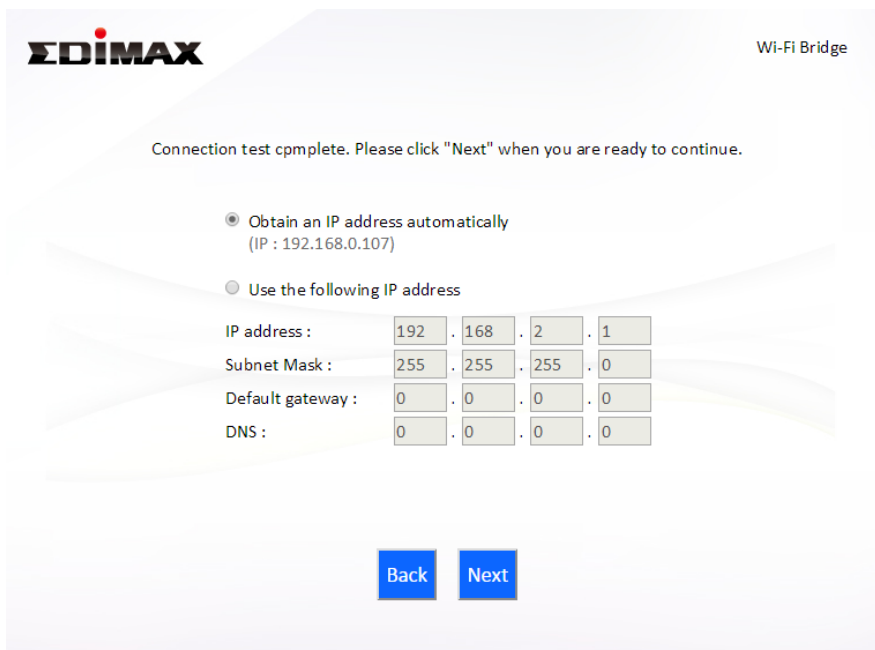 EDIMAX
Wi-Fi Bridge
Connection test cpmplete. Please click "Next" when you are ready to continue.
Obtain an IP address automatically
(IP : 192.168.0.107)
Use the following IP address
IP address : 192 . 168 . 2 . 1
Subnet Mask : 255 . 255 . 255 . 0
Default gateway : 0 . 0 . 0 . 0
DNS : 0 . 0 . 0 . 0
Back Next